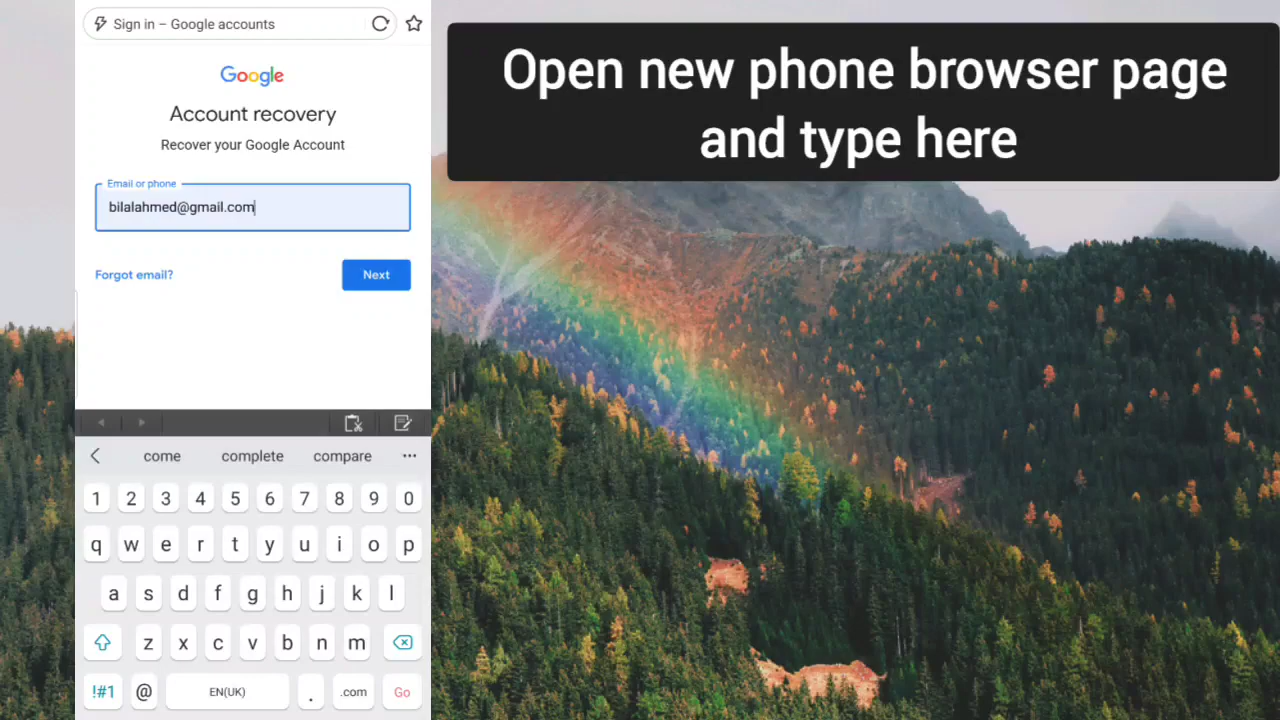 Sign in – Google accounts
Google
Account recovery
Recover your Google Account
Email or phone
bilalahmed@gmail.com
Forgot email?
Next
come complete compare
1 2 3 4 5 6 7 8 9 0
q w e r t y u i o p
a s d f g h j k l
z x c v b n m
!#1 @ EN(UK) . .com Go
Open new phone browser page
and type here